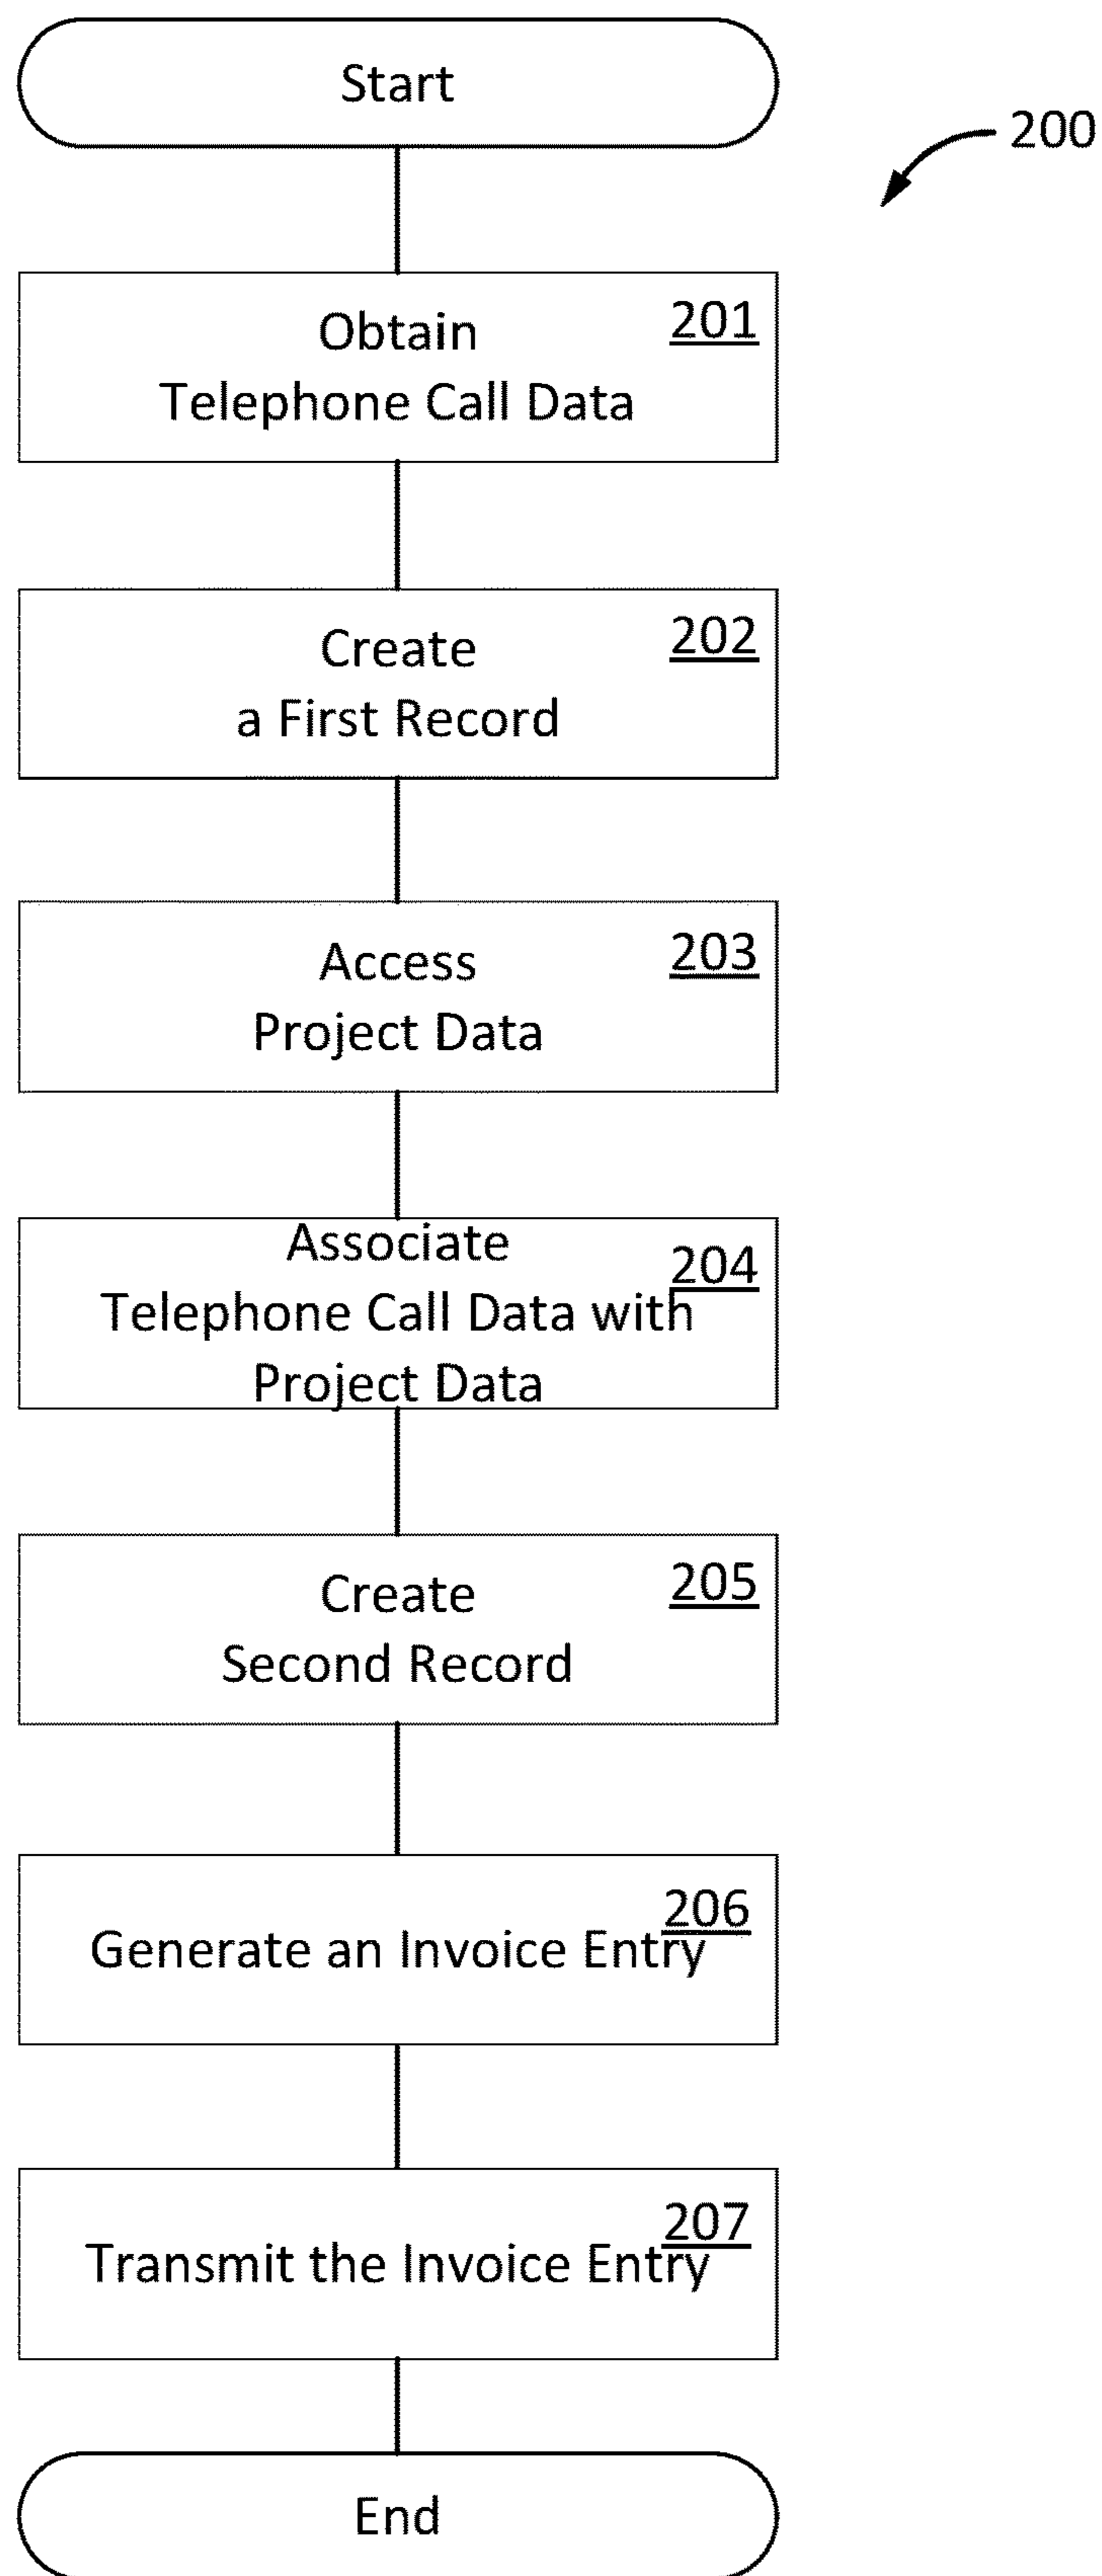 Start
200
201
Obtain
Telephone Call Data
202
Create
a First Record
203
Access
Project Data
204
Associate
Telephone Call Data with
Project Data
205
Create
Second Record
206
Generate an Invoice Entry
207
Transmit the Invoice Entry
End